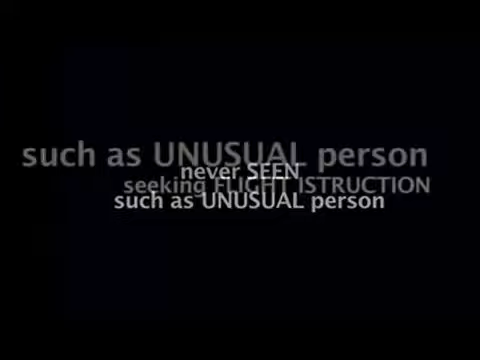 such as UNUSUAL person
never SEEN
seeking FLIGHT ISTRUCTION
such as UNUSUAL person